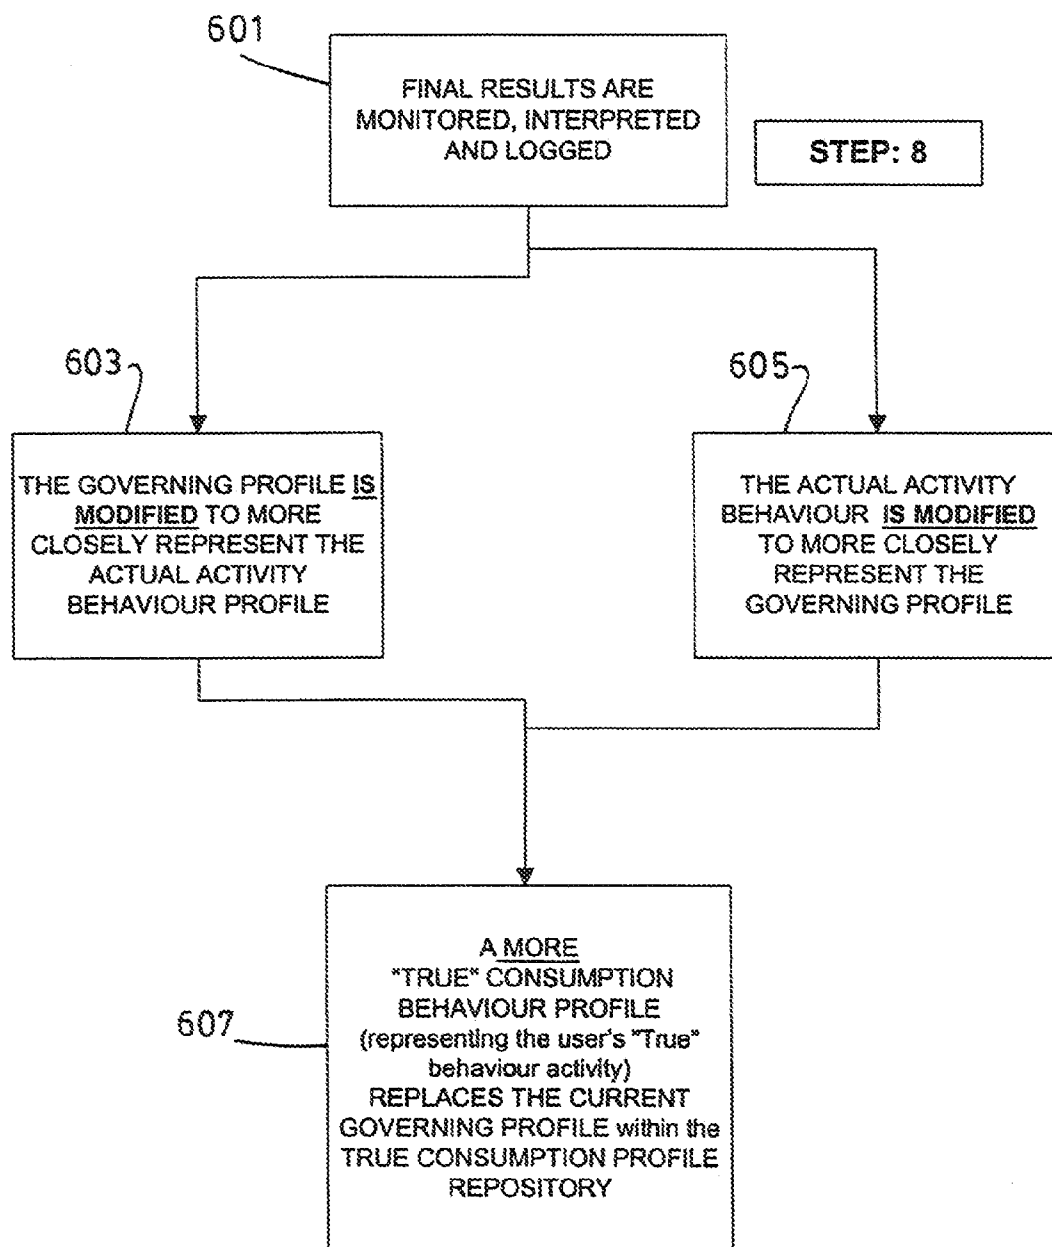 601
FINAL RESULTS ARE
MONITORED, INTERPRETED
AND LOGGED
STEP: 8
603
605
THE GOVERNING PROFILE IS
MODIFIED TO MORE
CLOSELY REPRESENT THE
ACTUAL ACTIVITY
BEHAVIOUR PROFILE
THE ACTUAL ACTIVITY
BEHAVIOUR IS MODIFIED
TO MORE CLOSELY
REPRESENT THE
GOVERNING PROFILE
607
A MORE
"TRUE" CONSUMPTION
BEHAVIOUR PROFILE
(representing the user's "True"
behaviour activity)
REPLACES THE CURRENT
GOVERNING PROFILE within the
TRUE CONSUMPTION PROFILE
REPOSITORY